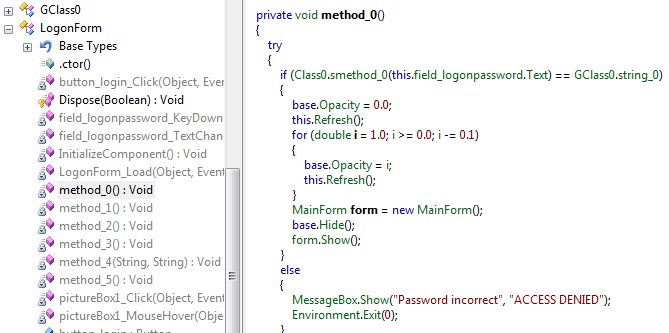 GClass0
LogonForm
Base Types
.ctor()
button_login_Click(Object, Even
Dispose(Boolean) : Void
field_logonpassword_KeyDown
field_logonpassword_TextChan
InitializeComponent() : Void
LogonForm_Load(Object, Event
method_0() : Void
method_1() : Void
method_2() : Void
method_3() : Void
method_4(String, String) : Void
method_5() : Void
pictureBox1_Click(Object, Even
pictureBox1_MouseHover(Obje
button_login : Button
private void method_0()
{
try
{
if (Class0.smethod_0(this.field_logonpassword.Text) == GClass0.string_0)
{
base.Opacity = 0.0;
this.Refresh();
for (double i = 1.0; i >= 0.0; i -= 0.1)
{
base.Opacity = i;
this.Refresh();
}
MainForm form = new MainForm();
base.Hide();
form.Show();
}
else
{
MessageBox.Show("Password incorrect", "ACCESS DENIED");
Environment.Exit(0);
}